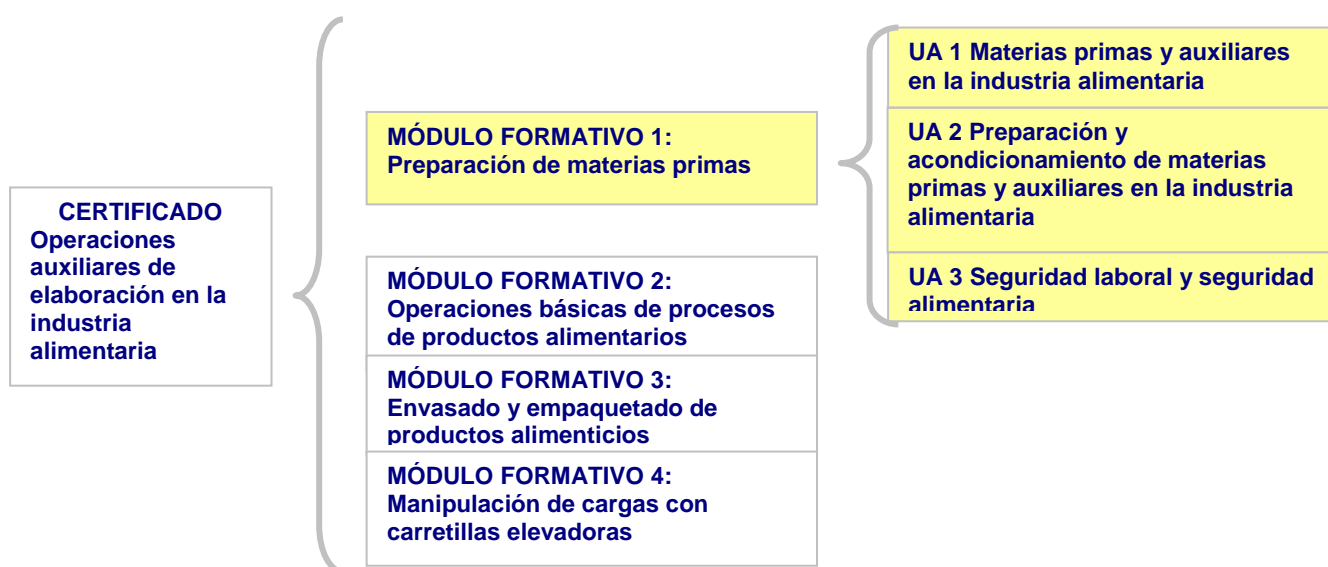 CERTIFICADO
Operaciones
auxiliares de
elaboración en la
industria
alimentaria
MÓDULO FORMATIVO 1:
Preparación de materias primas
MÓDULO FORMATIVO 2:
Operaciones básicas de procesos
de productos alimentarios
MÓDULO FORMATIVO 3:
Envasado y empaquetado de
productos alimenticios
MÓDULO FORMATIVO 4:
Manipulación de cargas con
carretillas elevadoras
UA 1 Materias primas y auxiliares
en la industria alimentaria
UA 2 Preparación y
acondicionamiento de materias
primas y auxiliares en la industria
alimentaria
UA 3 Seguridad laboral y seguridad
alimentaria